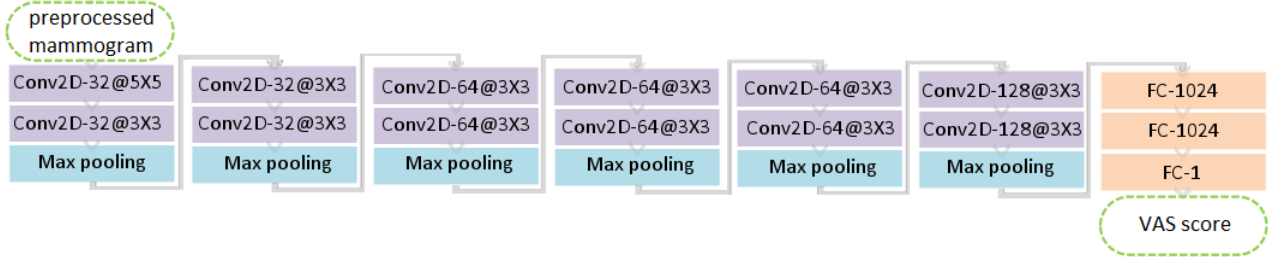 preprocessed
mammogram
Conv2D-32@5X5
Conv2D-32@3X3
Max pooling
Conv2D-32@3X3
Conv2D-32@3X3
Max pooling
Conv2D-64@3X3
Conv2D-64@3X3
Max pooling
Conv2D-64@3X3
Conv2D-64@3X3
Max pooling
Conv2D-64@3X3
Conv2D-64@3X3
Max pooling
Conv2D-128@3X3
Conv2D-128@3X3
Max pooling
FC-1024
FC-1024
FC-1
VAS score